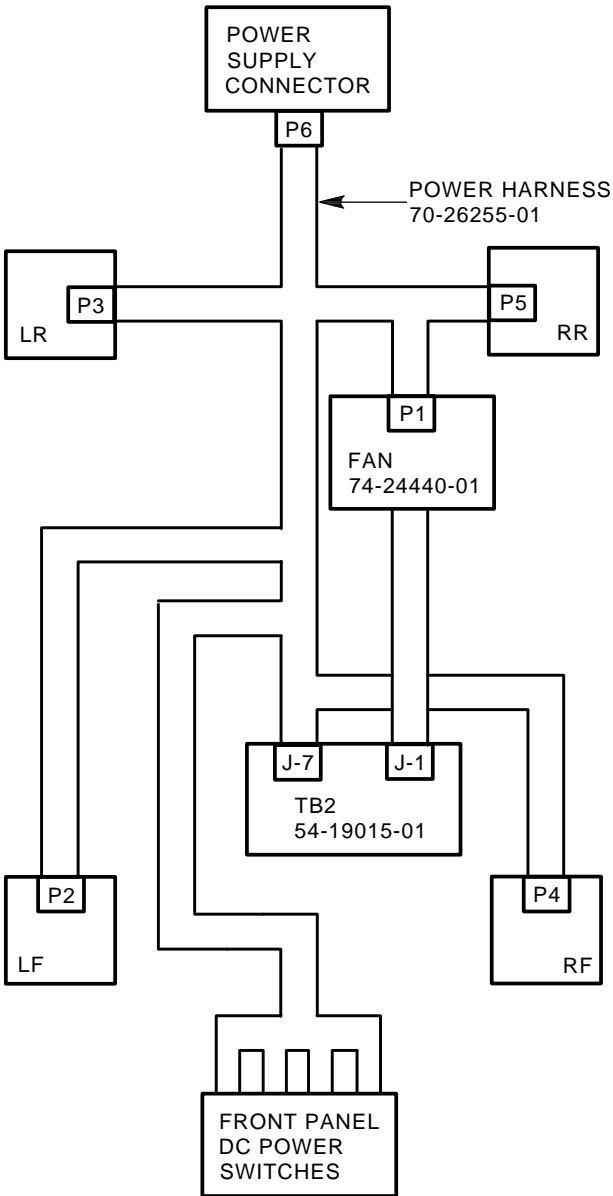 POWER
SUPPLY
CONNECTOR
P6
POWER HARNESS
70-26255-01
P3
LR
P5
RR
P1
FAN
74-24440-01
J-7
J-1
TB2
54-19015-01
P2
LF
P4
RF
FRONT PANEL
DC POWER
SWITCHES